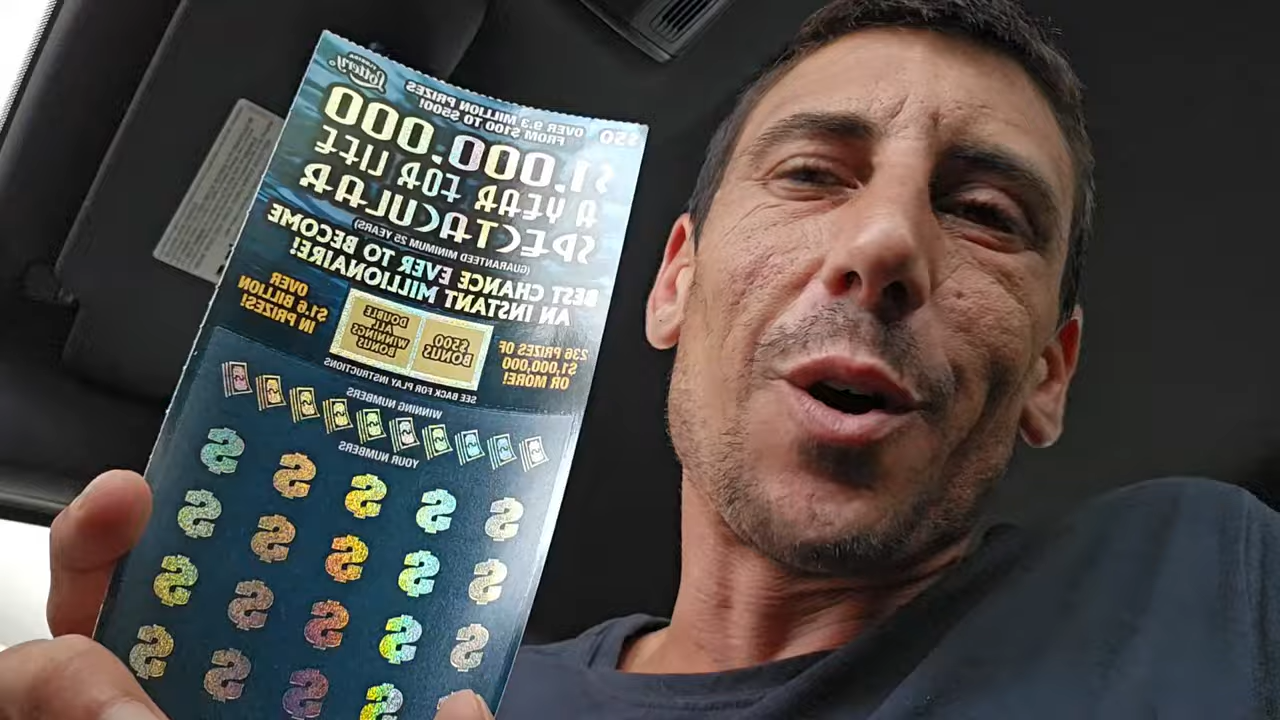 FLORIDA
Lottery
$50
OVER 9.3 MILLION PRIZES
FROM $100 TO $500!
$1,000,000
A YEAR FOR LIFE
SPECTACULAR
(GUARANTEED MINIMUM 25 YEARS)
BEST CHANCE EVER TO BECOME
AN INSTANT MILLIONAIRE!
236 PRIZES OF
$1,000,000
OR MORE!
$500
BONUS
DOUBLE
ALL
WINNINGS
BONUS
OVER
$1.6 BILLION
IN PRIZES!
SEE BACK FOR PLAY INSTRUCTIONS
WINNING NUMBERS
YOUR NUMBERS
$ $ $ $ $
$ $ $ $ $
$ $ $ $ $
$ $ $ $ $